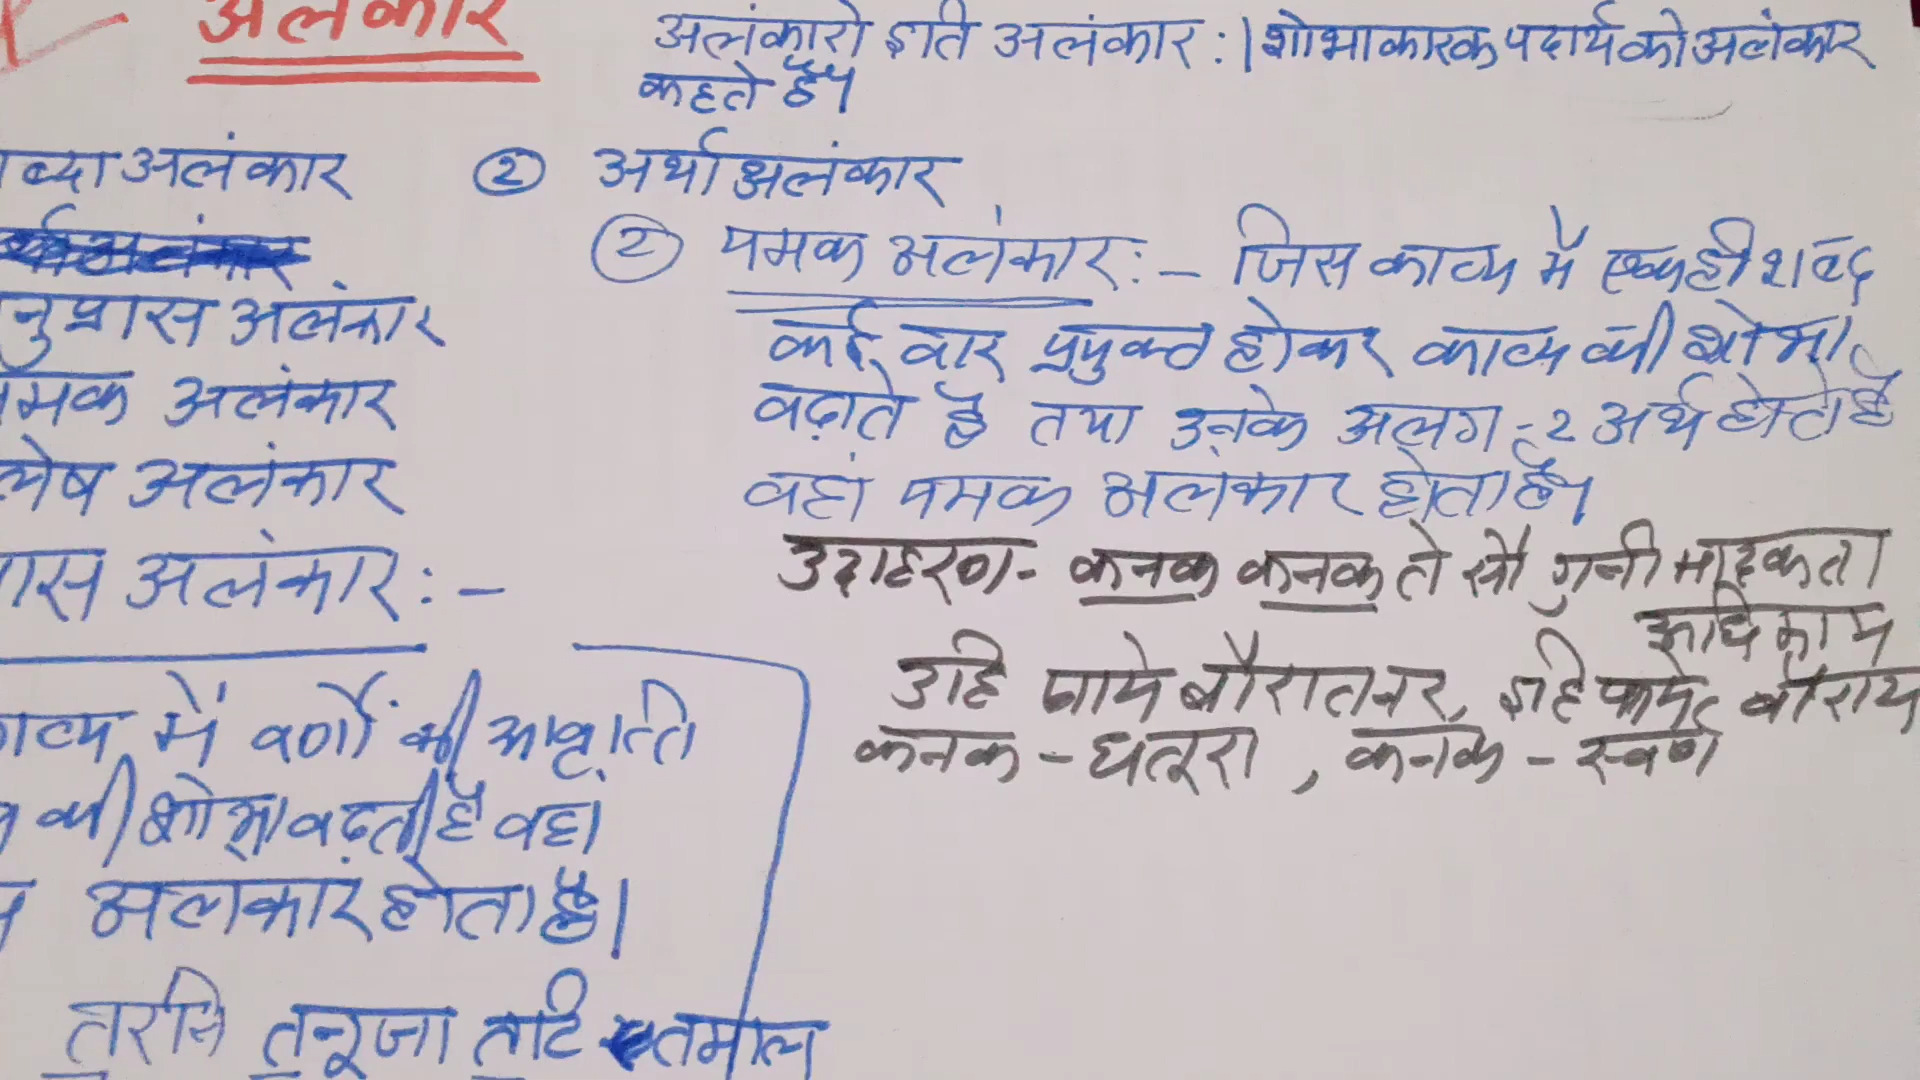 अलंकार
अलंकारो इति अलंकार:। शोभाकारक पदार्थ को अलंकार
कहते हैं।
ब्दा अलंकार ② अर्था अलंकार
नुप्रास अलंकार
मक अलंकार
लेष अलंकार
ास अलंकार:-
ाव्य में वर्णों की आवृत्ति
की शोभा बढ़ती है वहां
अलंकार होता है।
तरनि तनूजा तटि तमाल
② यमक अलंकार:- जिस काव्य में एक ही शब्द
कई वार प्रयुक्त होकर काव्य की शोभा
बढ़ाते है तथा उनके अलग-2 अर्थ होते है
वहां यमक अलंकार होता है।
उदाहरण- कनक कनक ते सौ गुनी मादकता
अधिकाय
उहि खाये बौरात नर, इहि पाये बौराय
कनक - धतूरा, कनक - स्वर्ण